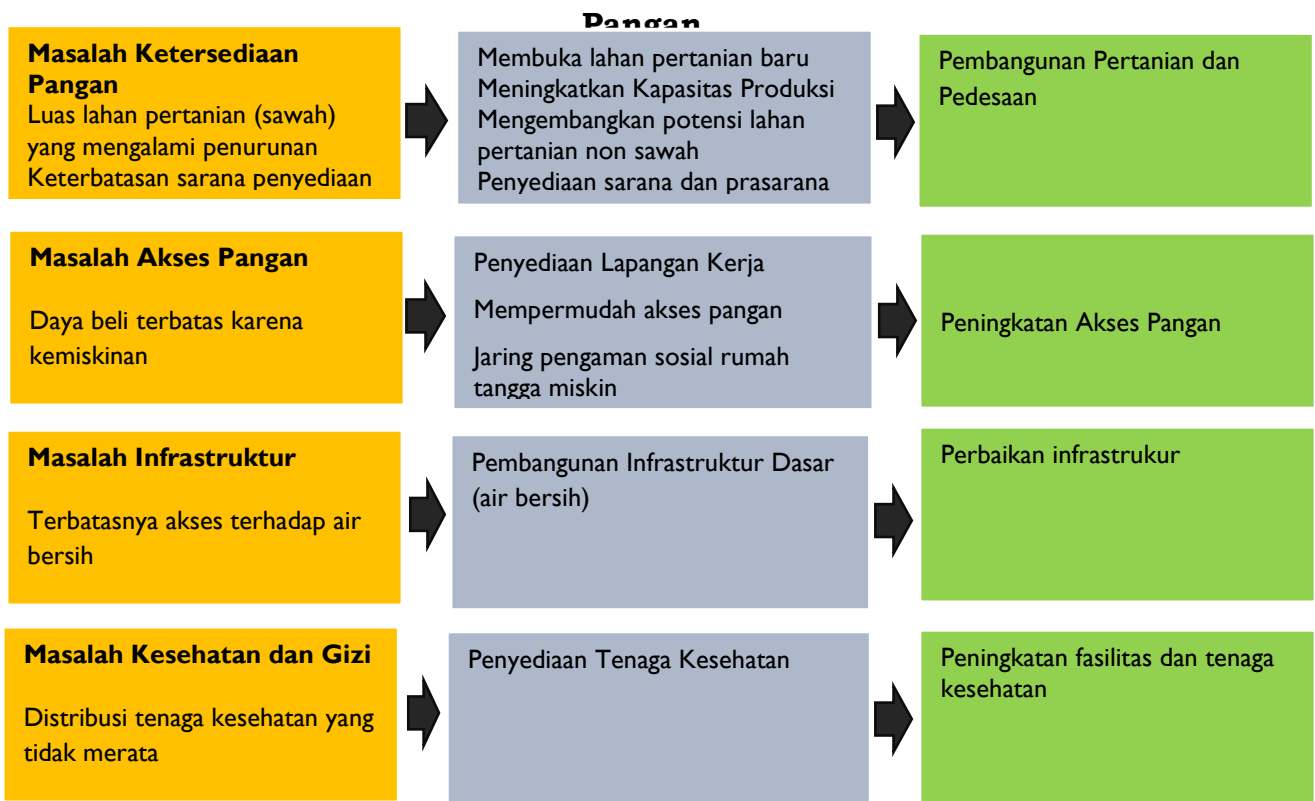 Pangan
Masalah Ketersediaan
Pangan
Luas lahan pertanian (sawah)
yang mengalami penurunan
Keterbatasan sarana penyediaan
Membuka lahan pertanian baru
Meningkatkan Kapasitas Produksi
Mengembangkan potensi lahan
pertanian non sawah
Penyediaan sarana dan prasarana
Pembangunan Pertanian dan
Pedesaan
Masalah Akses Pangan
Daya beli terbatas karena
kemiskinan
Penyediaan Lapangan Kerja
Mempermudah akses pangan
Jaring pengaman sosial rumah
tangga miskin
Peningkatan Akses Pangan
Masalah Infrastruktur
Terbatasnya akses terhadap air
bersih
Pembangunan Infrastruktur Dasar
(air bersih)
Perbaikan infrastrukur
Masalah Kesehatan dan Gizi
Distribusi tenaga kesehatan yang
tidak merata
Penyediaan Tenaga Kesehatan
Peningkatan fasilitas dan tenaga
kesehatan